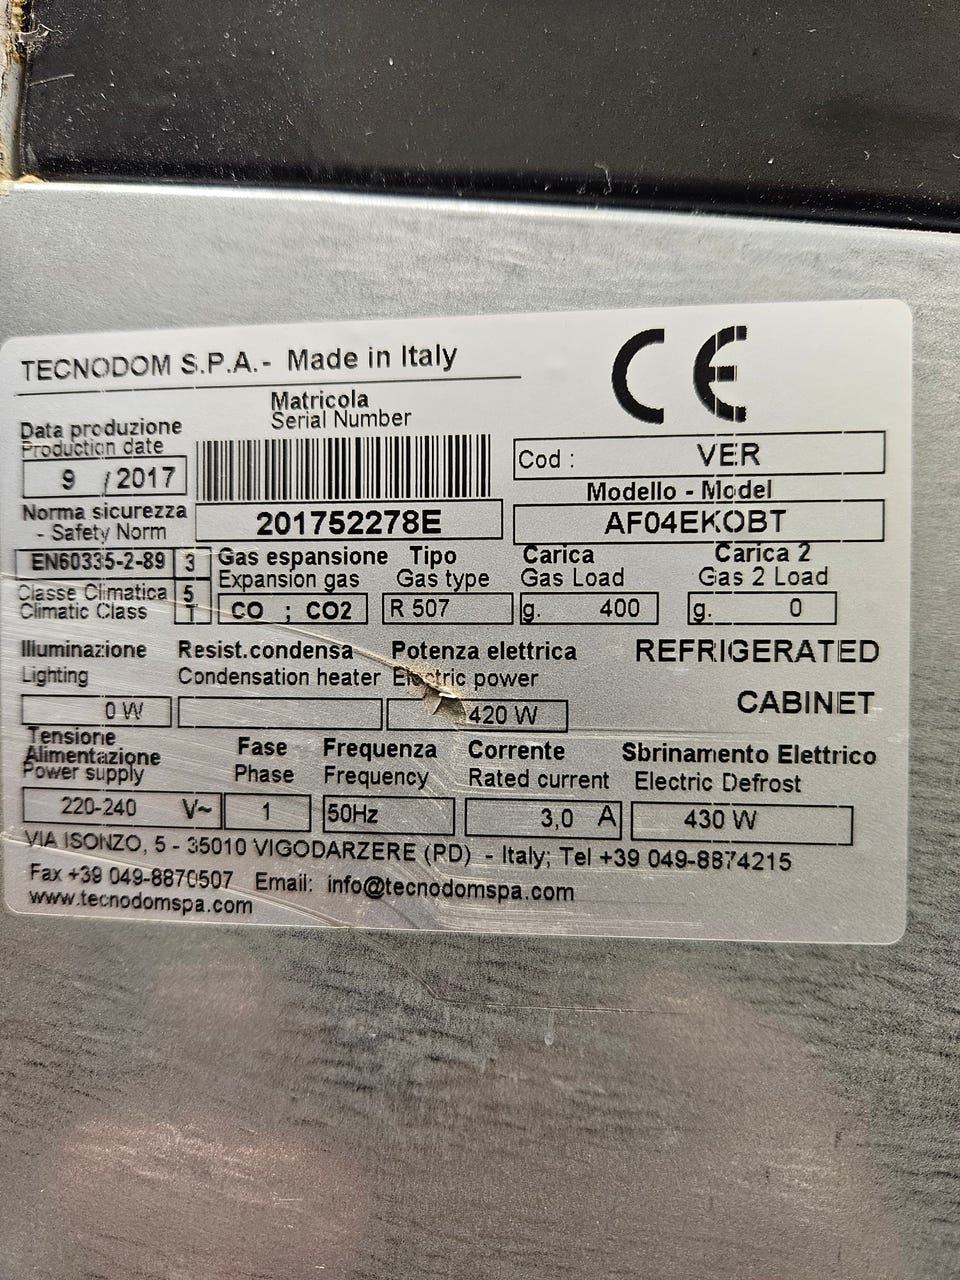 TECNODOM S.P.A. - Made in Italy
CE
Matricola
Serial Number
Data produzione
Production date
9 / 2017
Cod : VER
Modello - Model
Norma sicurezza
- Safety Norm
201752278E
AF04EKOBT
EN60335-2-89 3
Gas espansione Tipo Carica Carica 2
Expansion gas Gas type Gas Load Gas 2 Load
Classe Climatica 5
Climatic Class T
CO ; CO2 R 507 g. 400 g. 0
Illuminazione Resist.condensa Potenza elettrica
Lighting Condensation heater Electric power
REFRIGERATED
CABINET
0 W 420 W
Tensione
Alimentazione Fase Frequenza Corrente Sbrinamento Elettrico
Power supply Phase Frequency Rated current Electric Defrost
220-240 V~ 1 50Hz 3,0 A 430 W
VIA ISONZO, 5 - 35010 VIGODARZERE (PD) - Italy; Tel +39 049-8874215
Fax +39 049-8870507 Email: info@tecnodomspa.com
www.tecnodomspa.com